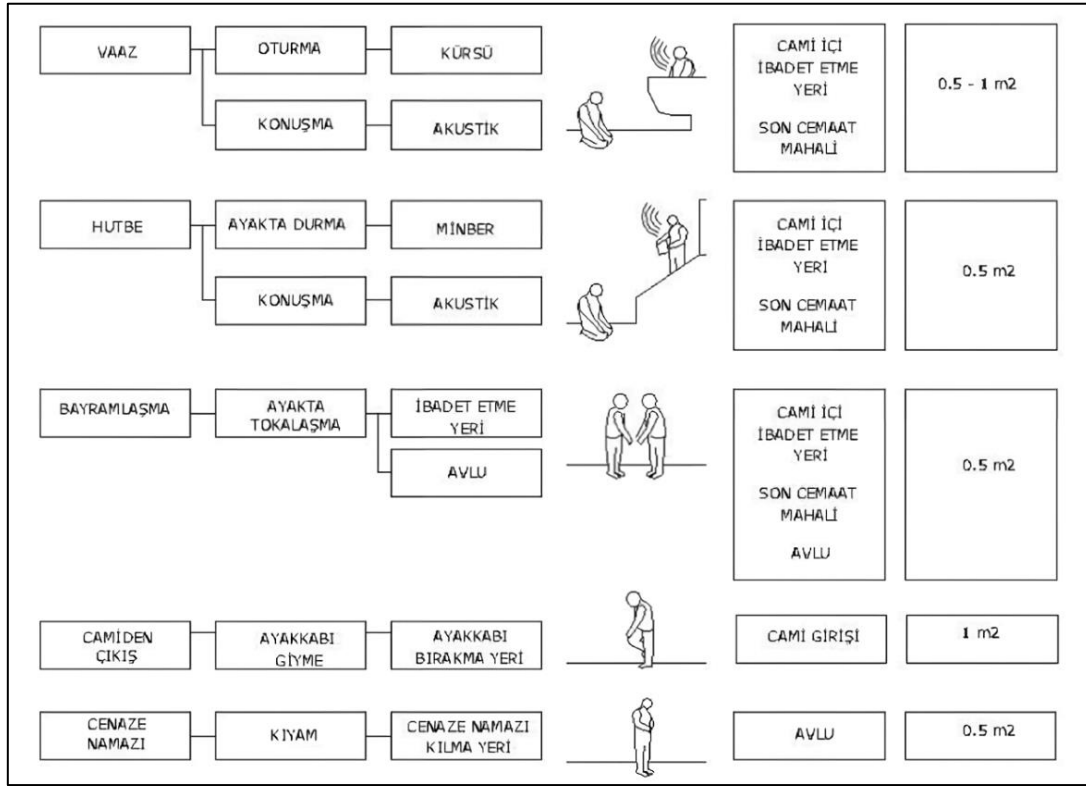 VAAZ
OTURMA
KÜRSÜ
KONUŞMA
AKUSTİK
CAMİ İÇİ
İBADET ETME
YERİ
SON CEMAAT
MAHALİ
0.5 - 1 m2
HUTBE
AYAKTA DURMA
MİNBER
KONUŞMA
AKUSTİK
CAMİ İÇİ
İBADET ETME
YERİ
SON CEMAAT
MAHALİ
0.5 m2
BAYRAMLAŞMA
AYAKTA
TOKALAŞMA
İBADET ETME
YERİ
AVLU
CAMİ İÇİ
İBADET ETME
YERİ
SON CEMAAT
MAHALİ
AVLU
0.5 m2
CAMİDEN
ÇIKIŞ
AYAKKABI
GİYME
AYAKKABI
BIRAKMA YERİ
CAMİ GİRİŞİ
1 m2
CENAZE
NAMAZI
KIYAM
CENAZE NAMAZI
KILMA YERİ
AVLU
0.5 m2